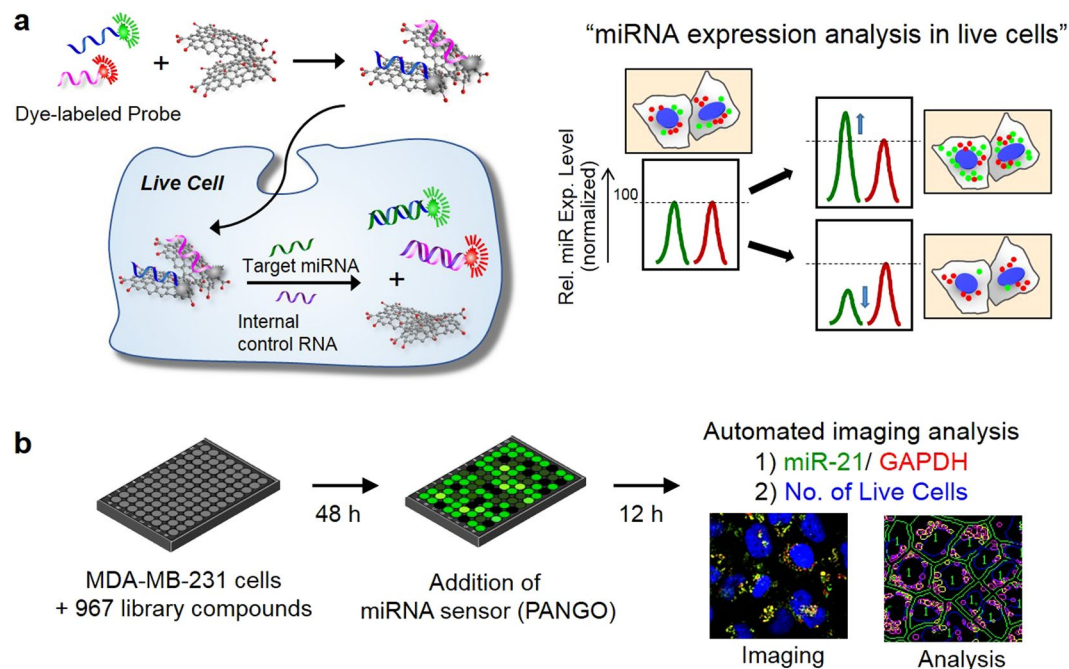 a
Dye-labeled Probe
+
Live Cell
Target miRNA
Internal
control RNA
+
“miRNA expression analysis in live cells”
Rel. miR Exp. Level
(normalized)
100
b
MDA-MB-231 cells
+ 967 library compounds
48 h
Addition of
miRNA sensor (PANGO)
12 h
Automated imaging analysis
1) miR-21/ GAPDH
2) No. of Live Cells
Imaging
Analysis